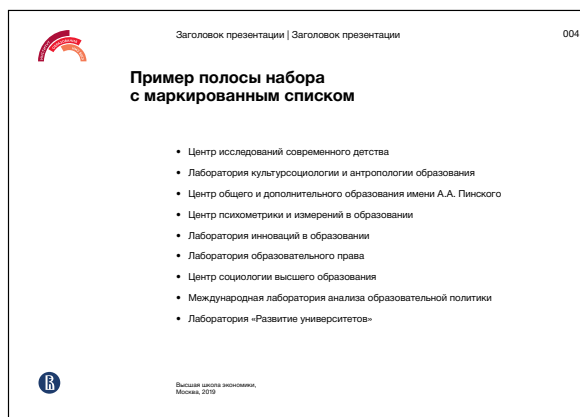 Заголовок презентации | Заголовок презентации
004
Пример полосы набора
с маркированным списком
• Центр исследований современного детства
• Лаборатория культурсоциологии и антропологии образования
• Центр общего и дополнительного образования имени А.А. Пинского
• Центр психометрики и измерений в образовании
• Лаборатория инноваций в образовании
• Лаборатория образовательного права
• Центр социологии высшего образования
• Международная лаборатория анализа образовательной политики
• Лаборатория «Развитие университетов»
Высшая школа экономики,
Москва, 2019